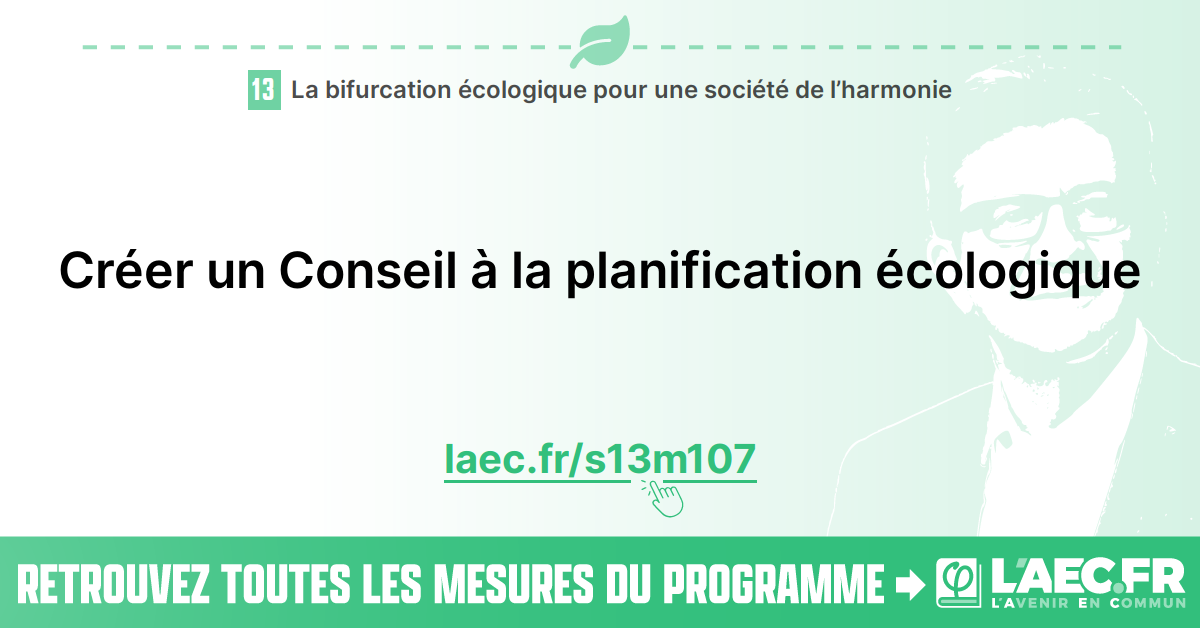 13 La bifurcation écologique pour une société de l’harmonie
Créer un Conseil à la planification écologique
laec.fr/s13m107
RETROUVEZ TOUTES LES MESURES DU PROGRAMME
φ L'AEC.FR
L'AVENIR EN COMMUN